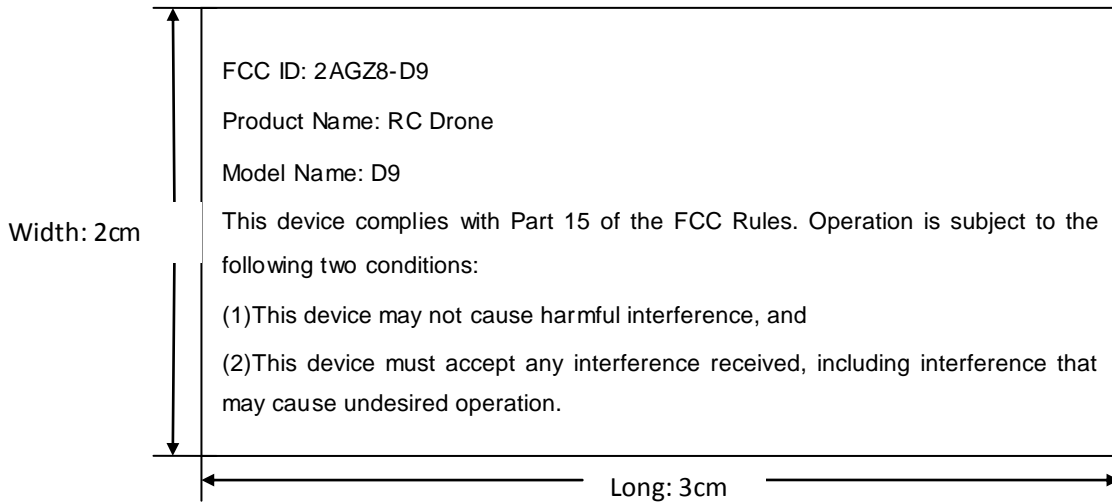 FCC ID: 2AGZ8-D9
Product Name: RC Drone
Model Name: D9
Width: 2cm
This device complies with Part 15 of the FCC Rules. Operation is subject to the
following two conditions:
(1)This device may not cause harmful interference, and
(2)This device must accept any interference received, including interference that
may cause undesired operation.
Long: 3cm